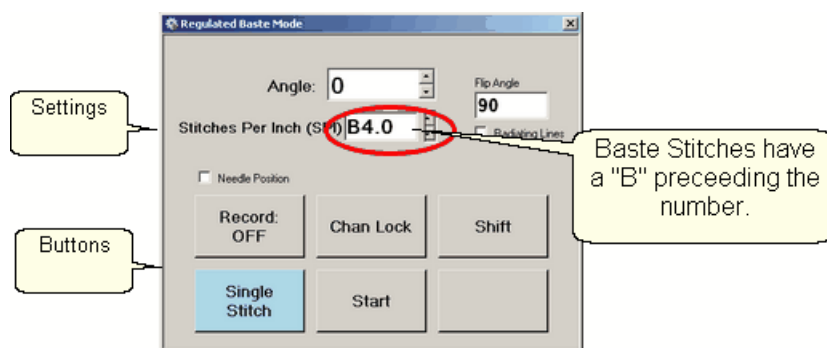 Regulated Baste Mode
Settings
Angle: 0
Flip Angle
90
Stitches Per Inch (SPI) B4.0
Radiating Lines
Baste Stitches have
a "B" preceeding the
number.
Needle Position
Buttons
Record:
OFF
Chan Lock
Shift
Single
Stitch
Start